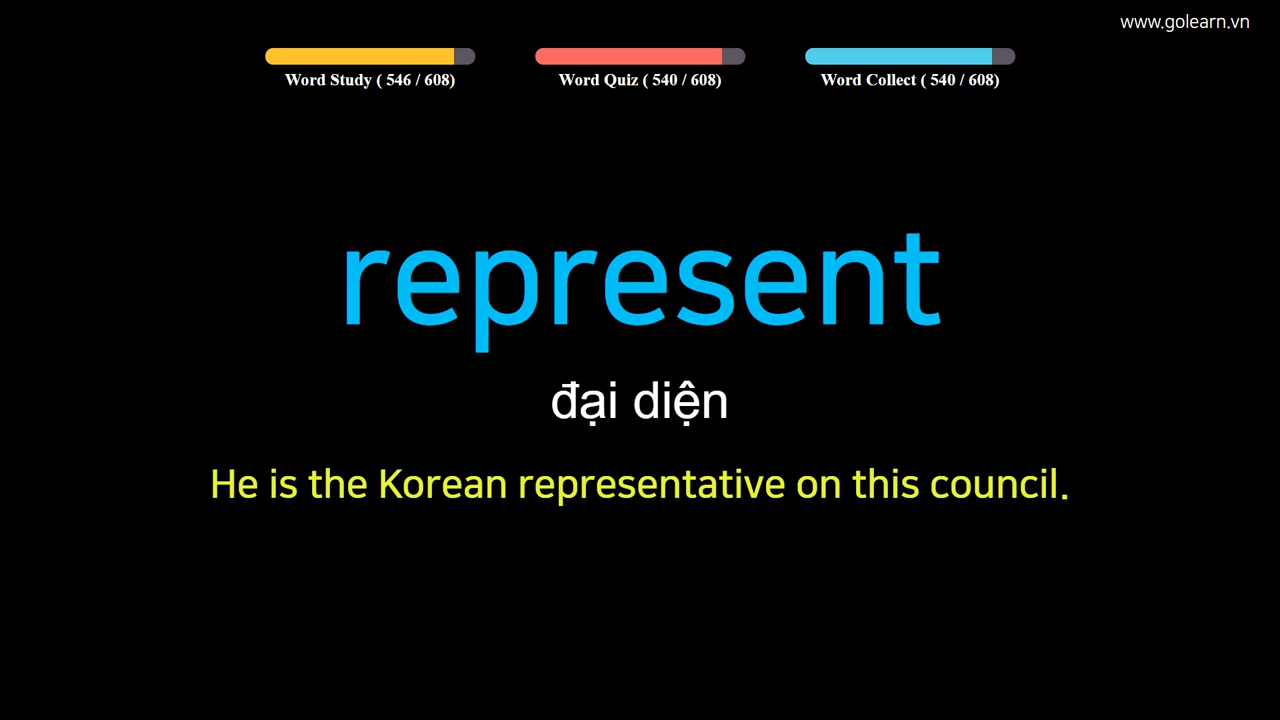 www.golearn.vn
Word Study ( 546 / 608) Word Quiz ( 540 / 608) Word Collect ( 540 / 608)
represent
đại diện
He is the Korean representative on this council.